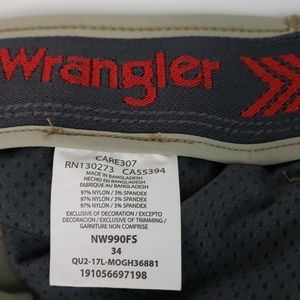 Wrangler
CARE307
RN130273 CA55394
MADE IN BANGLADESH
HECHO EN BANGLADESH
FABRIQUE AU BANGLADESH
97% NYLON / 3% SPANDEX
97% NYLON / 3% SPANDEX
97% NYLON / 3% SPANDEX
EXCLUSIVE OF DECORATION / EXCEPTO
DECORACION / EXCLUSIVE OF TRIMMING /
GARNITURE NON COMPRISE
NW990FS
34
QU2-17L-MOGH36881
191056697198